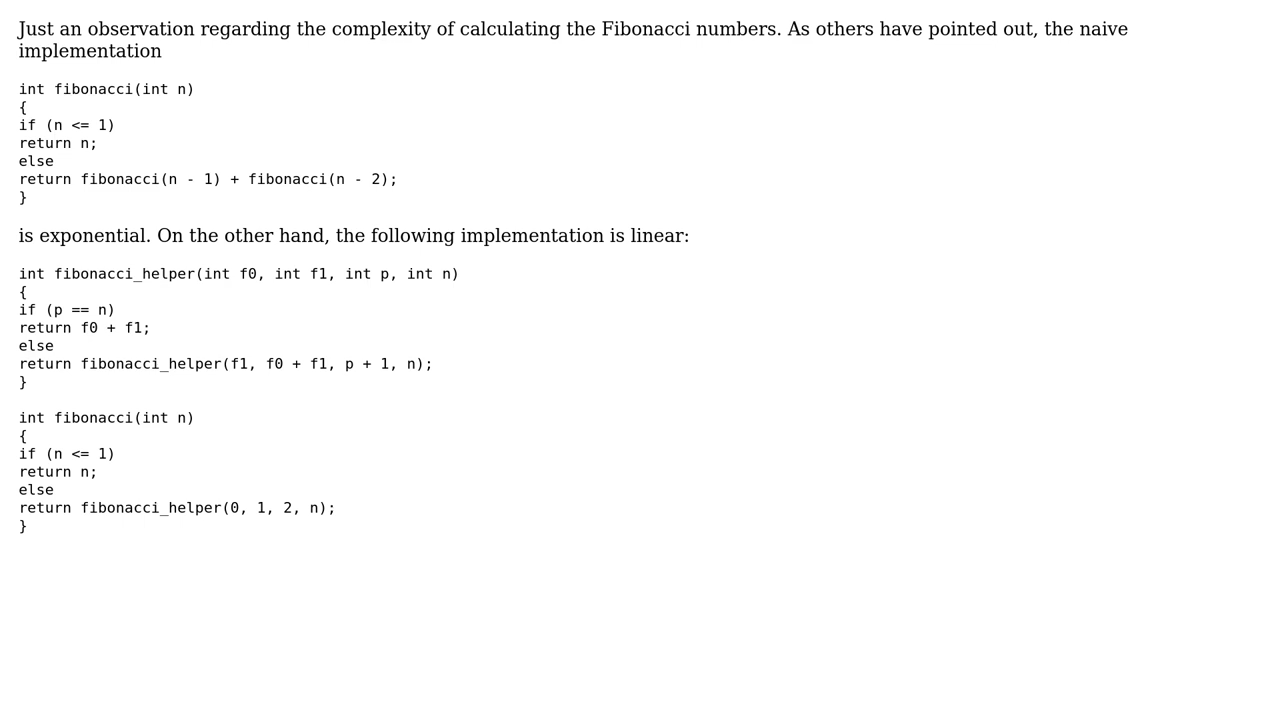 Just an observation regarding the complexity of calculating the Fibonacci numbers. As others have pointed out, the naive
implementation
int fibonacci(int n)
{
if (n <= 1)
return n;
else
return fibonacci(n - 1) + fibonacci(n - 2);
}
is exponential. On the other hand, the following implementation is linear:
int fibonacci_helper(int f0, int f1, int p, int n)
{
if (p == n)
return f0 + f1;
else
return fibonacci_helper(f1, f0 + f1, p + 1, n);
}
int fibonacci(int n)
{
if (n <= 1)
return n;
else
return fibonacci_helper(0, 1, 2, n);
}